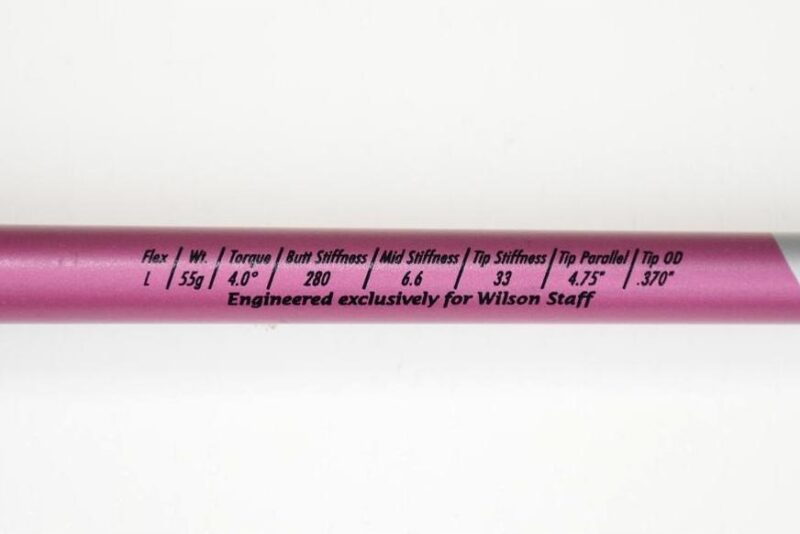 Flex / Wt. / Torque / Butt Stiffness / Mid Stiffness / Tip Stiffness / Tip Parallel / Tip OD
L / 55g / 4.0° / 280 / 6.6 / 33 / 4.75" / .370"
Engineered exclusively for Wilson Staff